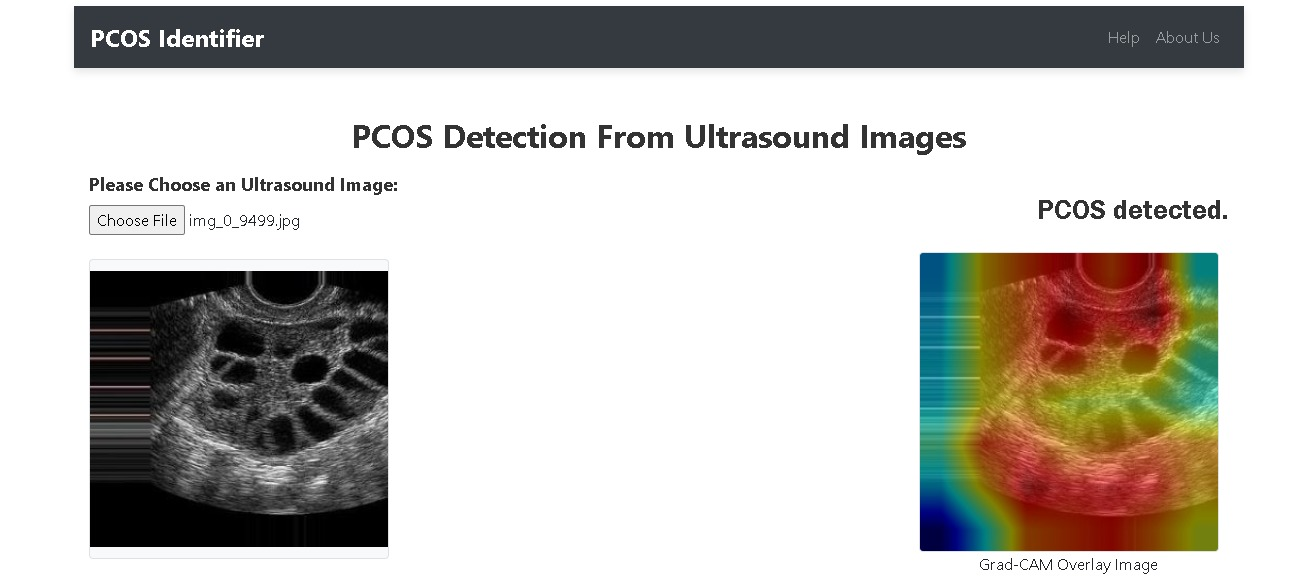 PCOS Identifier
Help
About Us
PCOS Detection From Ultrasound Images
Please Choose an Ultrasound Image:
Choose File img_0_9499.jpg
PCOS detected.
Grad-CAM Overlay Image